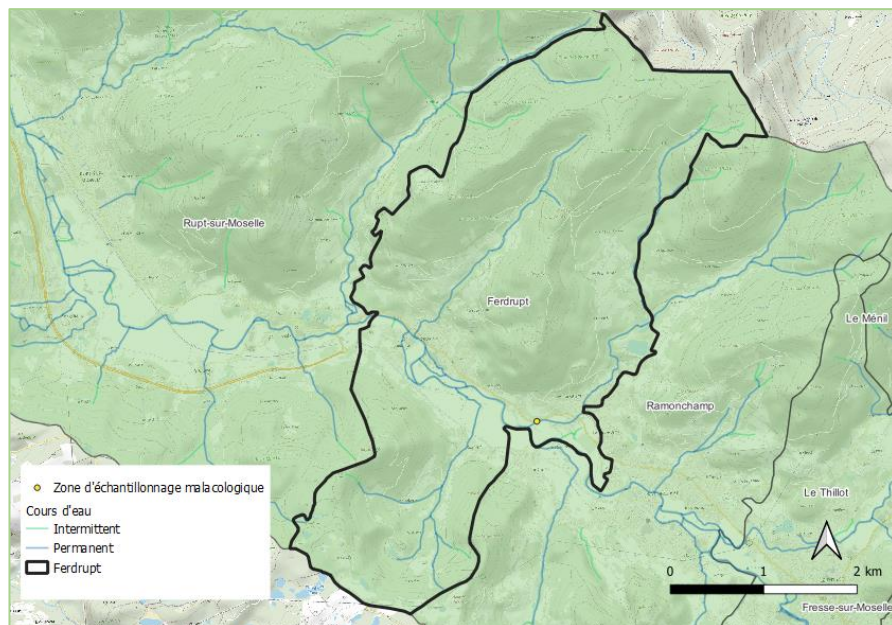 Rupt-sur-Moselle
Ferdrupt
Le Ménil
Ramonchamp
Le Thillot
Fresse-sur-Moselle
Zone d'échantillonnage malacologique
Cours d'eau
Intermittent
Permanent
Ferdrupt
0 1 2 km